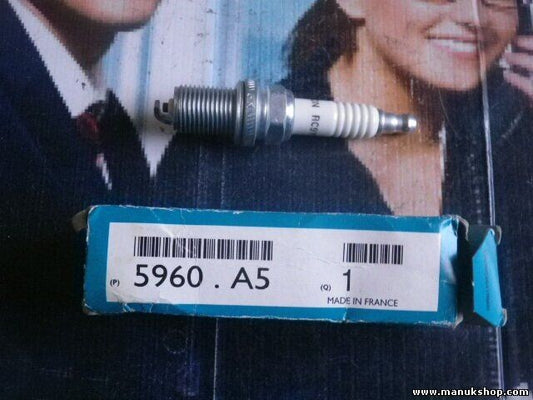 (P) 5960 . A5
(Q) 1
MADE IN FRANCE
www.manukshop.com